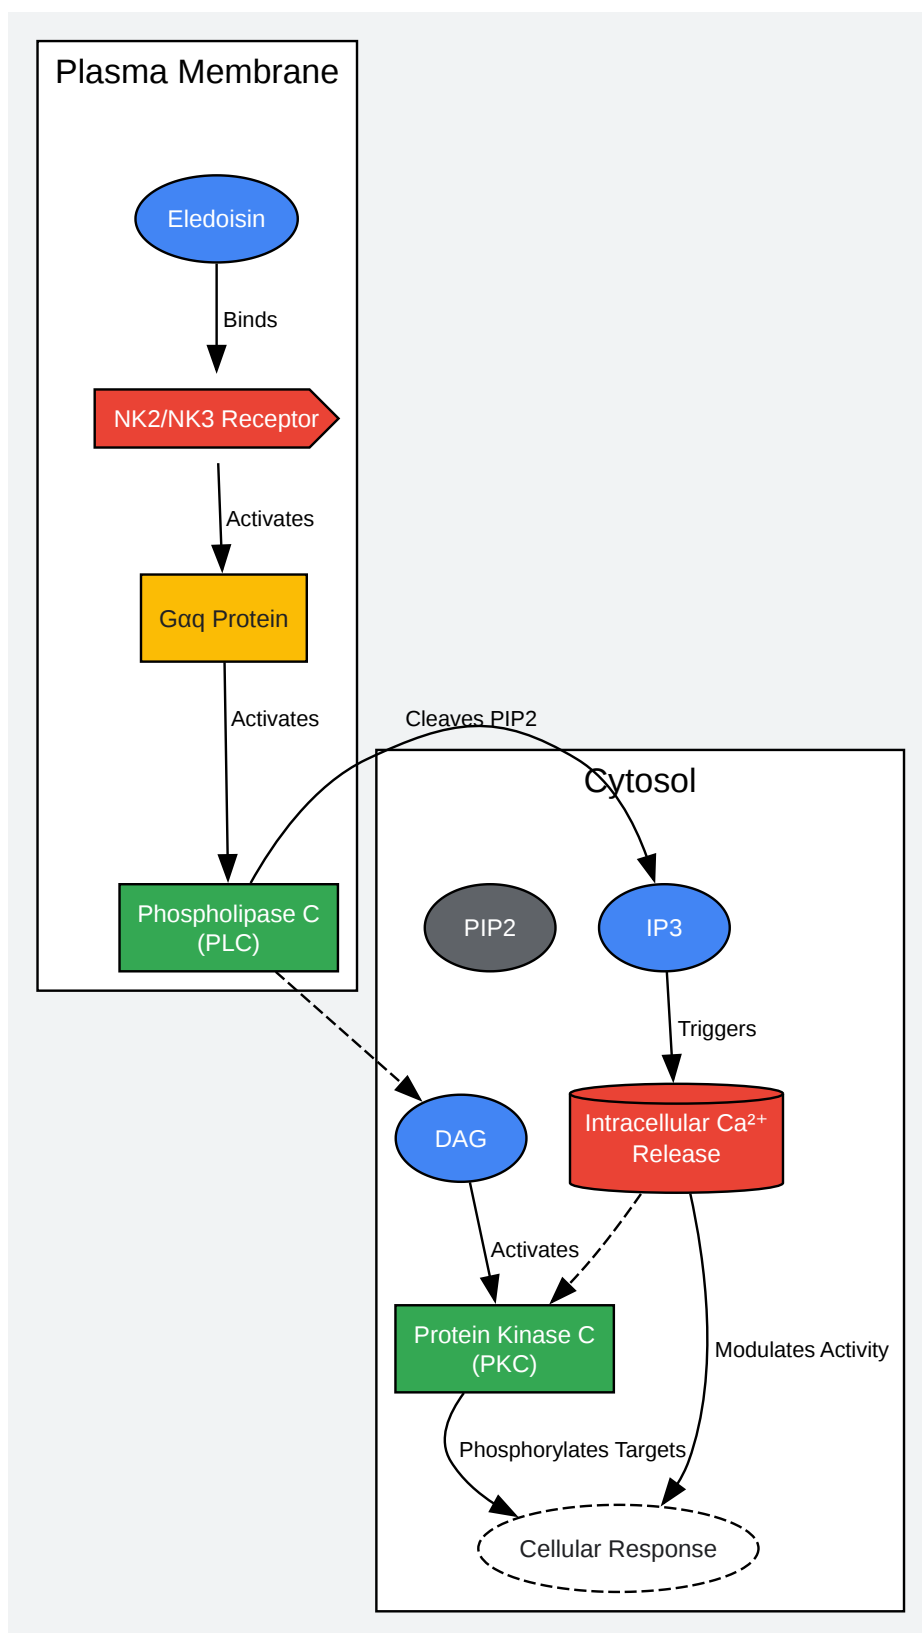 Plasma Membrane
Eledoisin
Binds
NK2/NK3 Receptor
Activates
Gαq Protein
Activates
Cleaves PIP2
Cytosol
Phospholipase C
(PLC)
PIP2
IP3
Triggers
DAG
Intracellular Ca²⁺
Release
Activates
Protein Kinase C
(PKC)
Modulates Activity
Phosphorylates Targets
Cellular Response